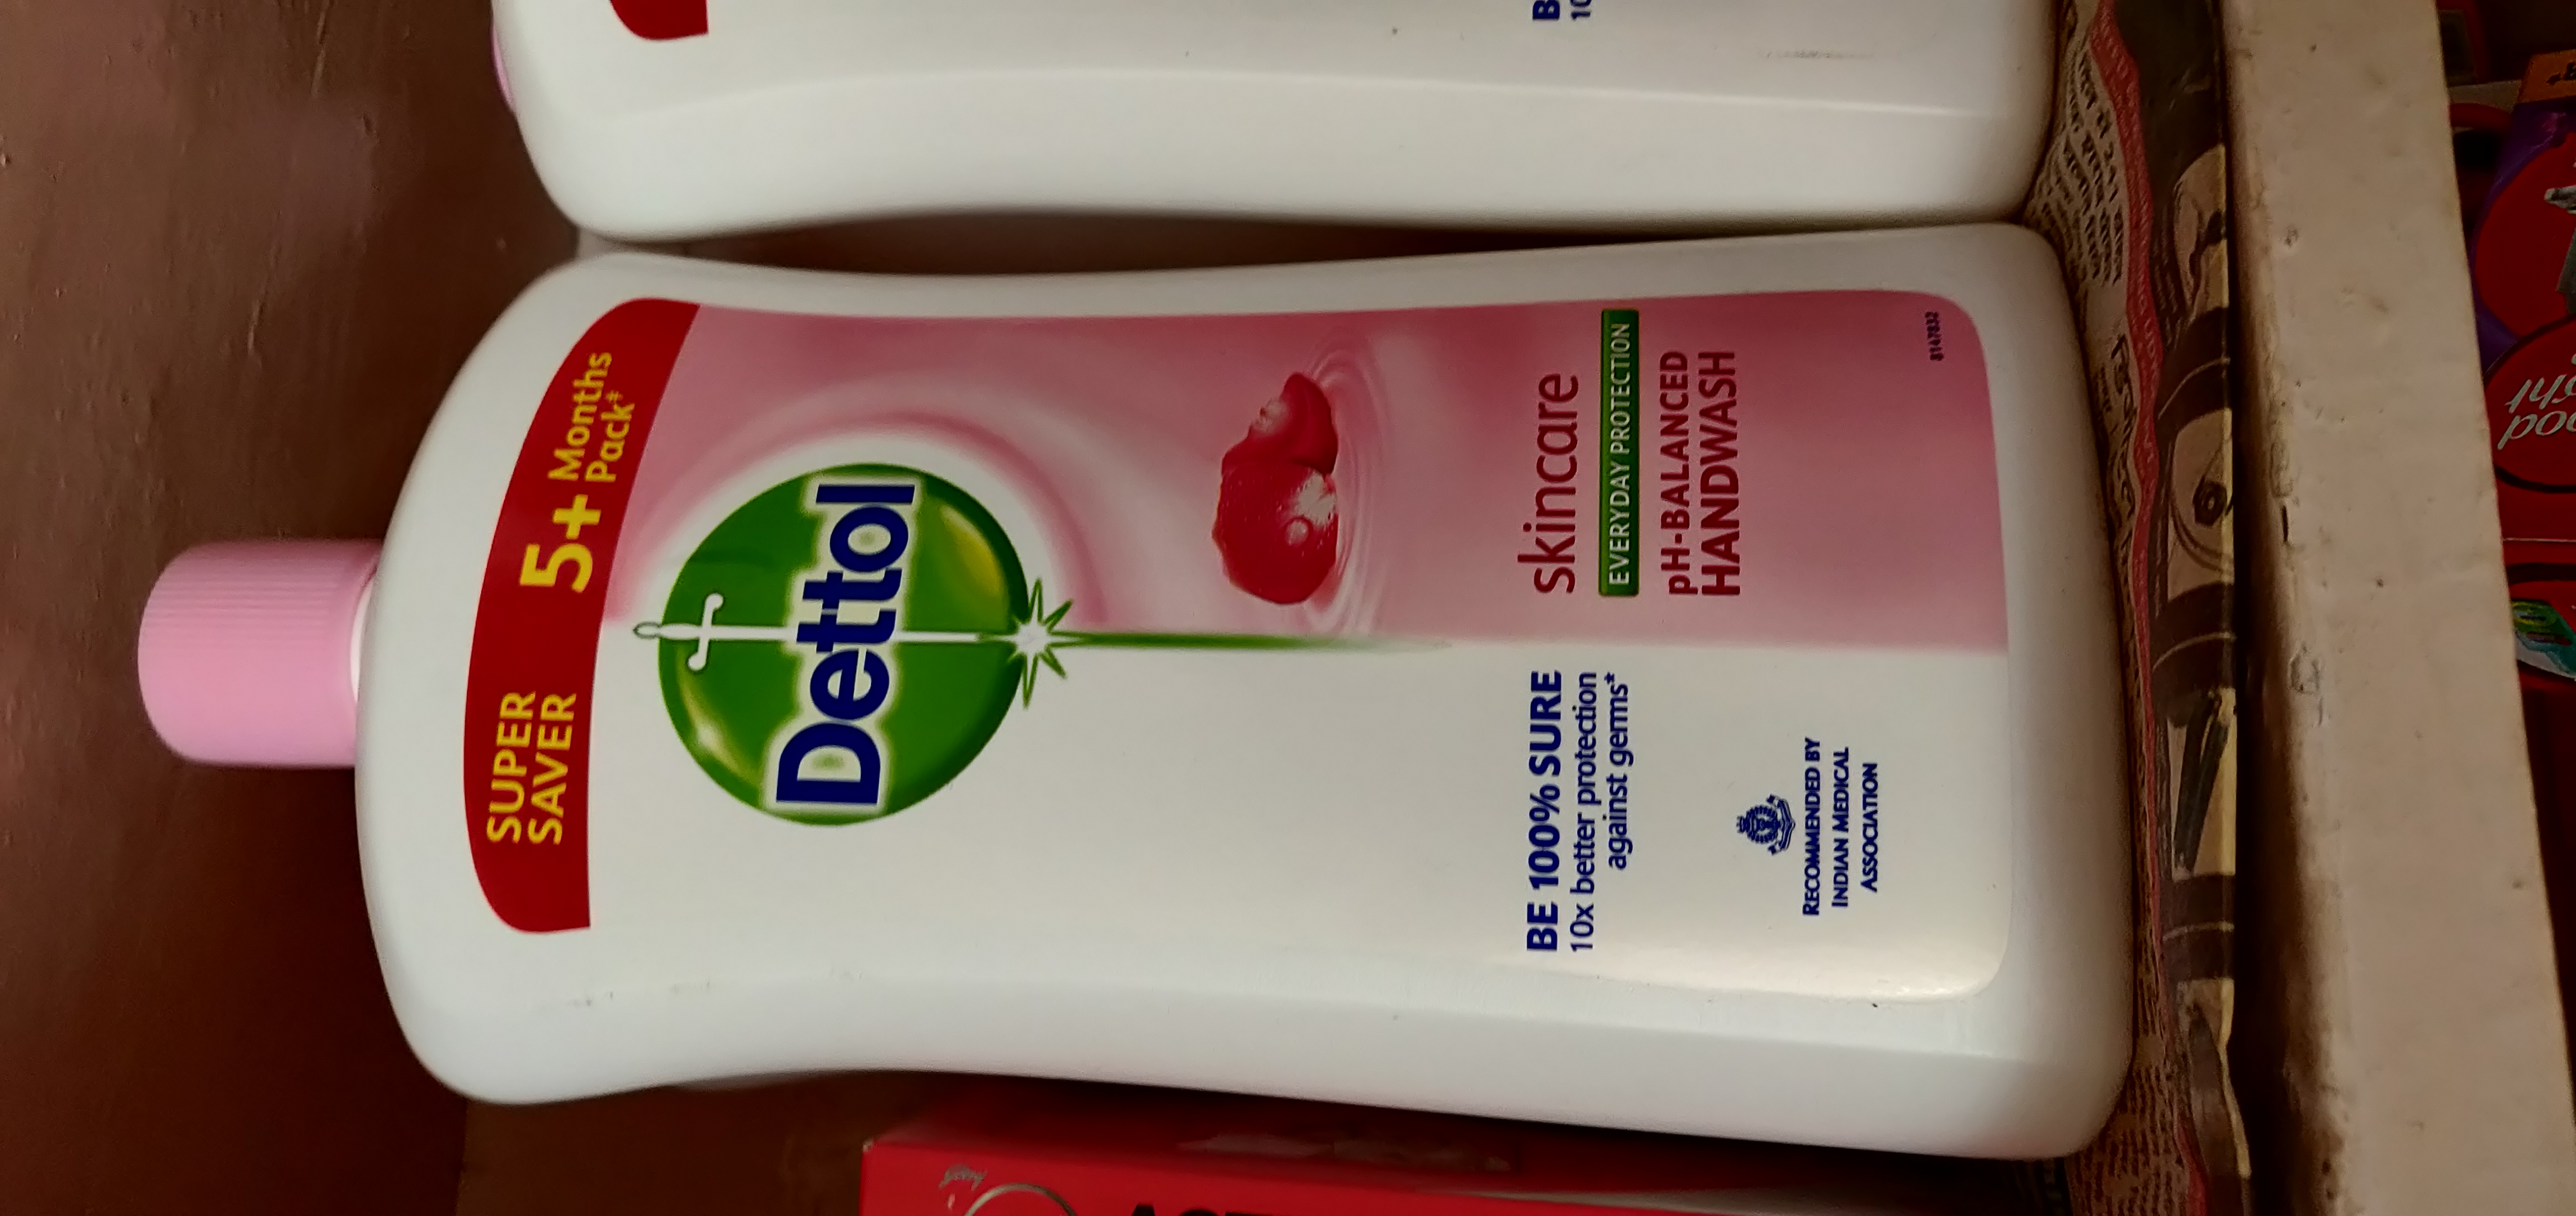 SUPER
SAVER
5+ Months
Pack‡
Dettol
skincare
EVERYDAY PROTECTION
pH-BALANCED
HANDWASH
BE 100% SURE
10x better protection
against germs*
RECOMMENDED BY
INDIAN MEDICAL
ASSOCIATION
8147832